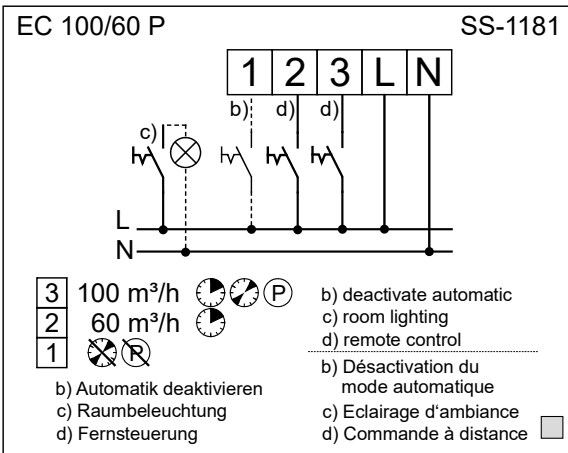 EC 100/60 P SS-1181
1 2 3 L N
b) d) d)
c)
L
N
3 100 m³/h P
2 60 m³/h
1 P
b) Automatik deaktivieren
c) Raumbeleuchtung
d) Fernsteuerung
b) deactivate automatic
c) room lighting
d) remote control
b) Désactivation du
mode automatique
c) Eclairage d‘ambiance
d) Commande à distance